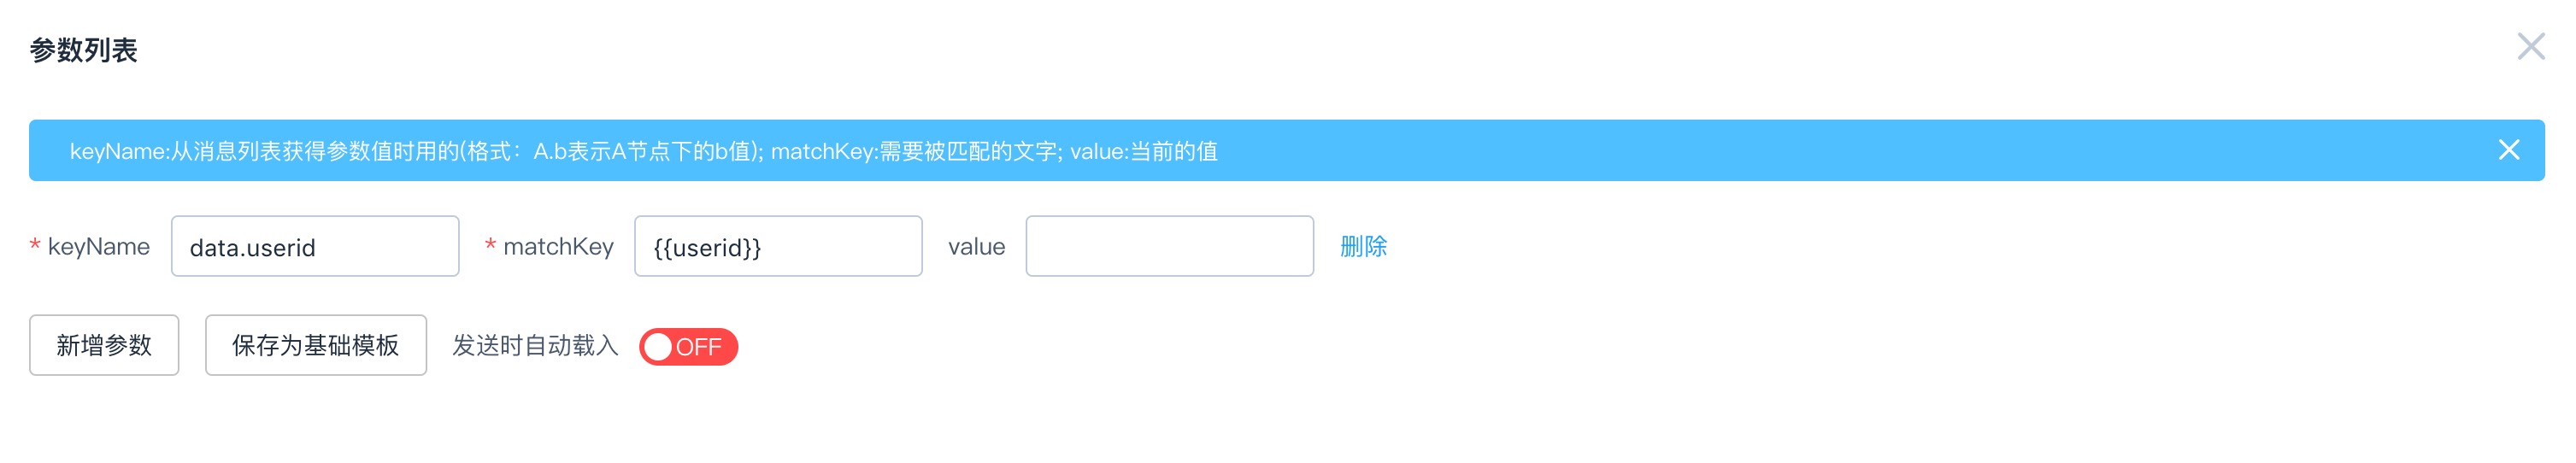 参数列表
keyName:从消息列表获得参数值时用的(格式：A.b表示A节点下的b值); matchKey:需要被匹配的文字; value:当前的值
* keyName data.userid * matchKey {{userid}} value 删除
新增参数 保存为基础模板 发送时自动载入 OFF